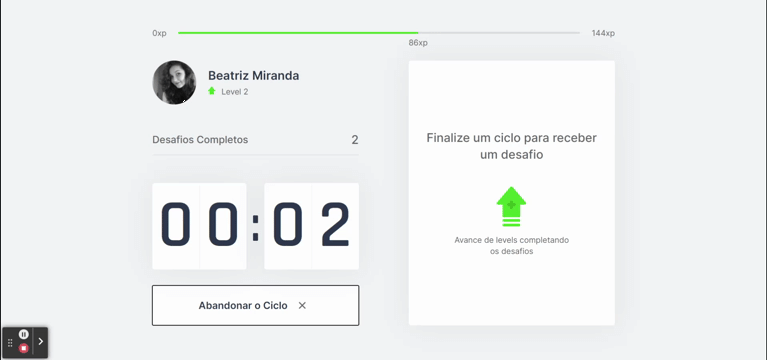 0xp
144xp
86xp
Beatriz Miranda
Level 2
Desafios Completos 2
00:02
Abandonar o Ciclo ×
Finalize um ciclo para receber
um desafio
Avance de levels completando
os desafios